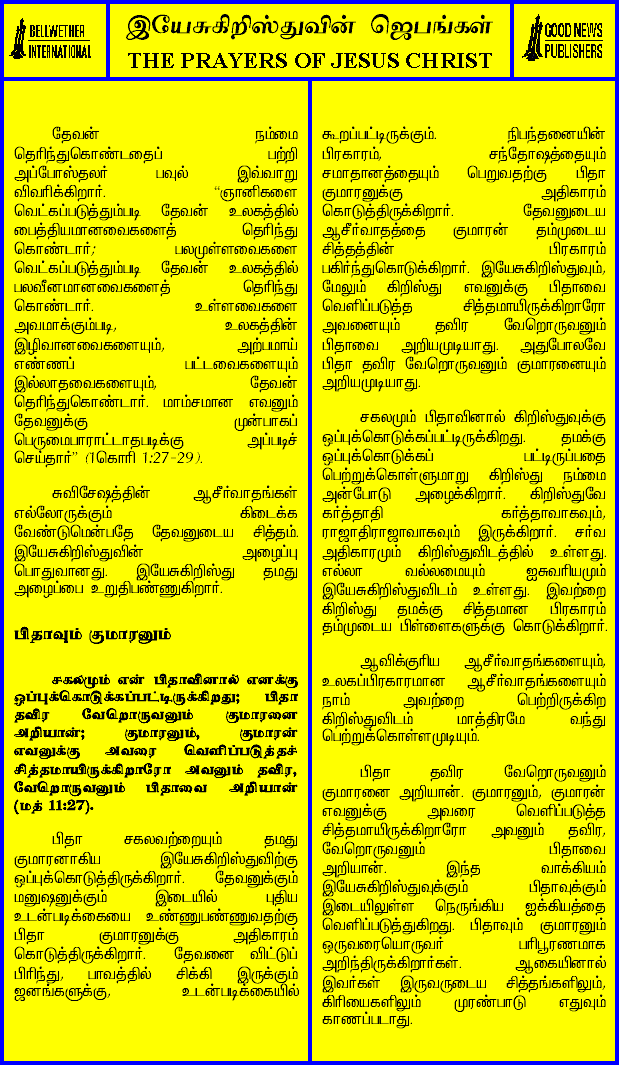 BELLWETHER
INTERNATIONAL
இயேசுகிறிஸ்துவின் ஜெபங்கள்
THE PRAYERS OF JESUS CHRIST
GOOD NEWS
PUBLISHERS
தேவன் நம்மை
தெரிந்துகொண்டதைப் பற்றி
அப்போஸ்தலர் பவுல் இவ்வாறு
விவரிக்கிறார். “ஞானிகளை
வெட்கப்படுத்தும்படி தேவன் உலகத்தில்
பைத்தியமானவைகளைத் தெரிந்து
கொண்டார்; பலமுள்ளவைகளை
வெட்கப்படுத்தும்படி தேவன் உலகத்தில்
பலவீனமானவைகளைத் தெரிந்து
கொண்டார். உள்ளவைகளை
அவமாக்கும்படி, உலகத்தின்
இழிவானவைகளையும், அற்பமாய்
எண்ணப் பட்டவைகளையும்
இல்லாதவைகளையும், தேவன்
தெரிந்துகொண்டார். மாம்சமான எவனும்
தேவனுக்கு முன்பாகப்
பெருமைபாராட்டாதபடிக்கு அப்படிச்
செய்தார்” (1கொரி 1:27-29).
சுவிசேஷத்தின் ஆசீர்வாதங்கள்
எல்லோருக்கும் கிடைக்க
வேண்டுமென்பதே தேவனுடைய சித்தம்.
இயேசுகிறிஸ்துவின் அழைப்பு
பொதுவானது. இயேசுகிறிஸ்து தமது
அழைப்பை உறுதிபண்ணுகிறார்.
பிதாவும் குமாரனும்
சகலமும் என் பிதாவினால் எனக்கு
ஒப்புக்கொடுக்கப்பட்டிருக்கிறது; பிதா
தவிர வேறொருவனும் குமாரனை
அறியான்; குமாரனும், குமாரன்
எவனுக்கு அவரை வெளிப்படுத்தச்
சித்தமாயிருக்கிறாரோ அவனும் தவிர,
வேறொருவனும் பிதாவை அறியான்
(மத் 11:27).
பிதா சகலவற்றையும் தமது
குமாரனாகிய இயேசுகிறிஸ்துவிற்கு
ஒப்புக்கொடுத்திருக்கிறார். தேவனுக்கும்
மனுஷனுக்கும் இடையில் புதிய
உடன்படிக்கையை உண்ணுபண்ணுவதற்கு
பிதா குமாரனுக்கு அதிகாரம்
கொடுத்திருக்கிறார். தேவனை விட்டுப்
பிரிந்து, பாவத்தில் சிக்கி இருக்கும்
ஜனங்களுக்கு, உடன்படிக்கையில்
கூறப்பட்டிருக்கும். நிபந்தனையின்
பிரகாரம், சந்தோஷத்தையும்
சமாதானத்தையும் பெறுவதற்கு பிதா
குமாரனுக்கு அதிகாரம்
கொடுத்திருக்கிறார். தேவனுடைய
ஆசீர்வாதத்தை குமாரன் தம்முடைய
சித்தத்தின் பிரகாரம்
பகிர்ந்துகொடுக்கிறார். இயேசுகிறிஸ்துவும்,
மேலும் கிறிஸ்து எவனுக்கு பிதாவை
வெளிப்படுத்த சித்தமாயிருக்கிறாரோ
அவனையும் தவிர வேறொருவனும்
பிதாவை அறியமுடியாது. அதுபோலவே
பிதா தவிர வேறொருவனும் குமாரனையும்
அறியமுடியாது.
சகலமும் பிதாவினால் கிறிஸ்துவுக்கு
ஒப்புக்கொடுக்கப்பட்டிருக்கிறது. தமக்கு
ஒப்புக்கொடுக்கப் பட்டிருப்பதை
பெற்றுக்கொள்ளுமாறு கிறிஸ்து நம்மை
அன்போடு அழைக்கிறார். கிறிஸ்துவே
கர்த்தாதி கர்த்தாவாகவும்,
ராஜாதிராஜாவாகவும் இருக்கிறார். சர்வ
அதிகாரமும் கிறிஸ்துவிடத்தில் உள்ளது.
எல்லா வல்லமையும் ஐசுவரியமும்
இயேசுகிறிஸ்துவிடம் உள்ளது. இவற்றை
கிறிஸ்து தமக்கு சித்தமான பிரகாரம்
தம்முடைய பிள்ளைகளுக்கு கொடுக்கிறார்.
ஆவிக்குரிய ஆசீர்வாதங்களையும்,
உலகப்பிரகாரமான ஆசீர்வாதங்களையும்
நாம் அவற்றை பெற்றிருக்கிற
கிறிஸ்துவிடம் மாத்திரமே வந்து
பெற்றுக்கொள்ளமுடியும்.
பிதா தவிர வேறொருவனும்
குமாரனை அறியான். குமாரனும், குமாரன்
எவனுக்கு அவரை வெளிப்படுத்த
சித்தமாயிருக்கிறாரோ அவனும் தவிர,
வேறொருவனும் பிதாவை
அறியான். இந்த வாக்கியம்
இயேசுகிறிஸ்துவுக்கும் பிதாவுக்கும்
இடையிலுள்ள நெருங்கிய ஐக்கியத்தை
வெளிப்படுத்துகிறது. பிதாவும் குமாரனும்
ஒருவரையொருவர் பரிபூரணமாக
அறிந்திருக்கிறார்கள். ஆகையினால்
இவர்கள் இருவருடைய சித்தங்களிலும்,
கிரியைகளிலும் முரண்பாடு எதுவும்
காணப்படாது.